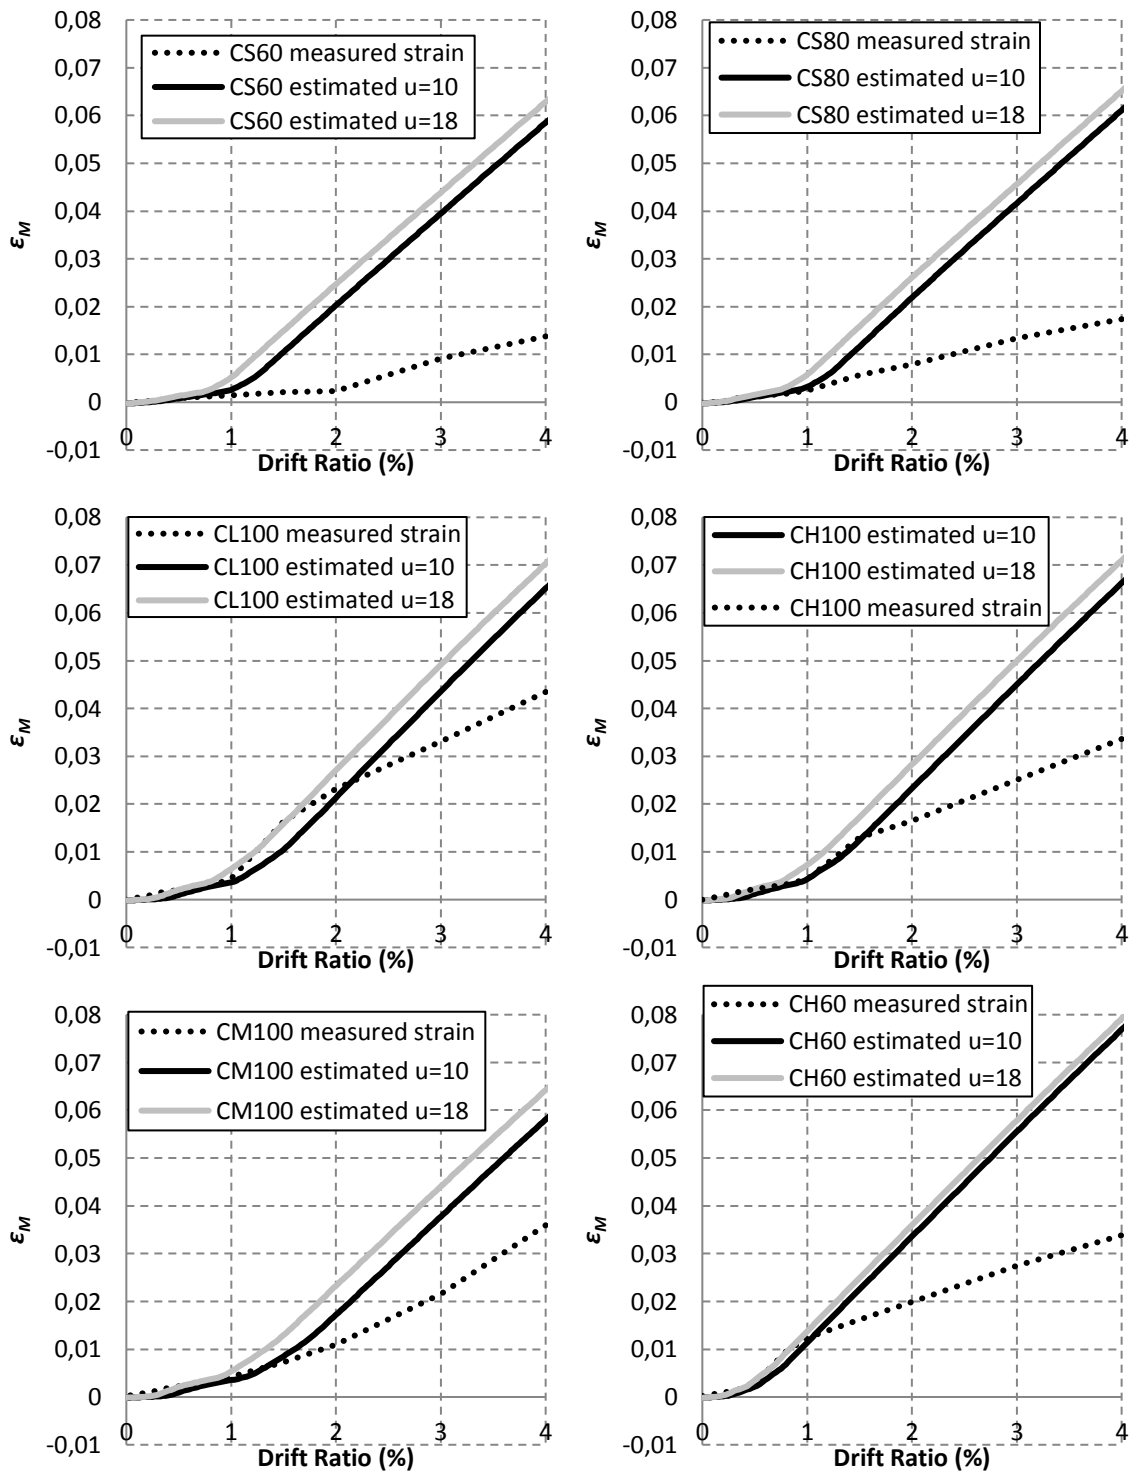 0,08
0,07
0,06
0,05
0,04
0,03
0,02
0,01
0
-0,01
ε_M
CS60 measured strain
CS60 estimated u=10
CS60 estimated u=18
0 1 2 3 4
Drift Ratio (%)
0,08
0,07
0,06
0,05
0,04
0,03
0,02
0,01
0
-0,01
ε_M
CS80 measured strain
CS80 estimated u=10
CS80 estimated u=18
0 1 2 3 4
Drift Ratio (%)
0,08
0,07
0,06
0,05
0,04
0,03
0,02
0,01
0
-0,01
ε_M
CL100 measured strain
CL100 estimated u=10
CL100 estimated u=18
0 1 2 3 4
Drift Ratio (%)
0,08
0,07
0,06
0,05
0,04
0,03
0,02
0,01
0
-0,01
ε_M
CH100 estimated u=10
CH100 estimated u=18
CH100 measured strain
0 1 2 3 4
Drift Ratio (%)
0,08
0,07
0,06
0,05
0,04
0,03
0,02
0,01
0
-0,01
ε_M
CM100 measured strain
CM100 estimated u=10
CM100 estimated u=18
0 1 2 3 4
Drift Ratio (%)
0,08
0,07
0,06
0,05
0,04
0,03
0,02
0,01
0
-0,01
ε_M
CH60 measured strain
CH60 estimated u=10
CH60 estimated u=18
0 1 2 3 4
Drift Ratio (%)